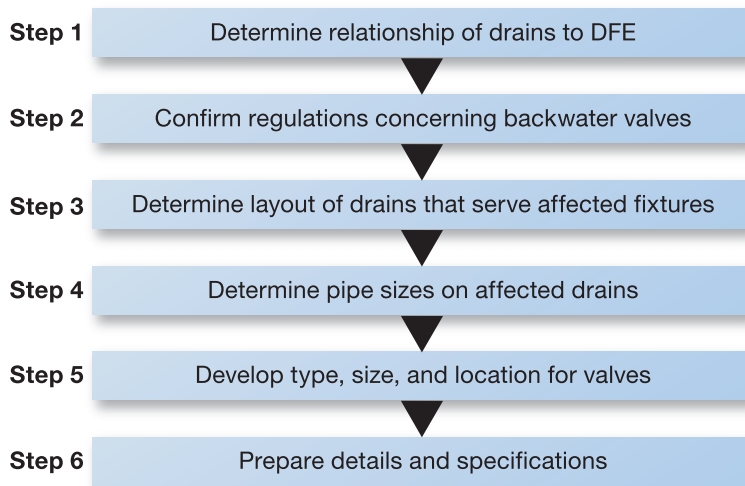 Step 1 Determine relationship of drains to DFE
Step 2 Confirm regulations concerning backwater valves
Step 3 Determine layout of drains that serve affected fixtures
Step 4 Determine pipe sizes on affected drains
Step 5 Develop type, size, and location for valves
Step 6 Prepare details and specifications